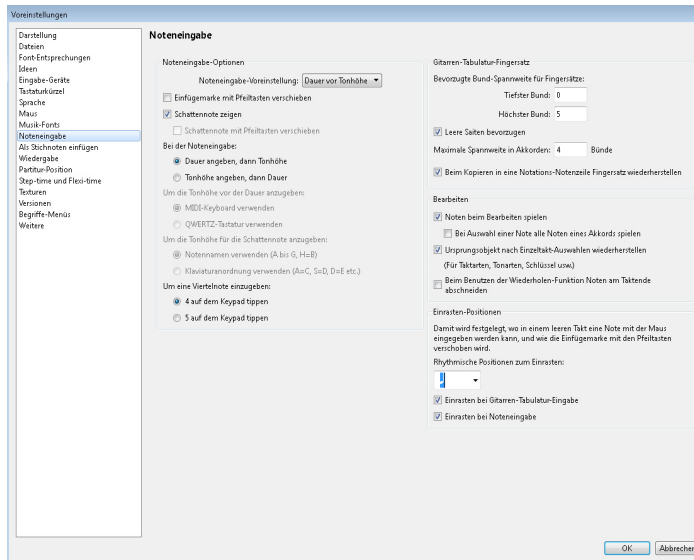 Voreinstellungen
Darstellung
Dateien
Font-Entsprechungen
Ideen
Eingabe-Geräte
Tastaturkürzel
Sprache
Maus
Musik-Fonts
Noteneingabe
Als Stichnoten einfügen
Wiedergabe
Partitur-Position
Step-time und Flexi-time
Texturen
Versionen
Begriffe-Menüs
Weitere
Noteneingabe
Noteneingabe-Optionen
Noteneingabe-Voreinstellung: Dauer vor Tonhöhe
Einfügemarke mit Pfeiltasten verschieben
Schattennote zeigen
Schattennote mit Pfeiltasten verschieben
Bei der Noteneingabe:
Dauer angeben, dann Tonhöhe
Tonhöhe angeben, dann Dauer
Um die Tonhöhe vor der Dauer anzugeben:
MIDI-Keyboard verwenden
QWERTZ-Tastatur verwenden
Um die Tonhöhe für die Schattennote anzugeben:
Notennamen verwenden (A bis G, H=B)
Klaviaturanordnung verwenden (A=C, S=D, D=E etc.)
Um eine Viertelnote einzugeben:
4 auf dem Keypad tippen
5 auf dem Keypad tippen
Gitarren-Tabulatur-Fingersatz
Bevorzugte Bund-Spannweite für Fingersätze:
Tiefster Bund: 0
Höchster Bund: 5
Leere Saiten bevorzugen
Maximale Spannweite in Akkorden: 4 Bünde
Beim Kopieren in eine Notations-Notenzeile Fingersatz wiederherstellen
Bearbeiten
Noten beim Bearbeiten spielen
Bei Auswahl einer Note alle Noten eines Akkords spielen
Ursprungsobjekt nach Einzeltakt-Auswahlen wiederherstellen
(Für Taktarten, Tonarten, Schlüssel usw.)
Beim Benutzen der Wiederholen-Funktion Noten am Taktende
abschneiden
Einrasten-Positionen
Damit wird festgelegt, wo in einem leeren Takt eine Note mit der Maus
eingegeben werden kann, und wie die Einfügemarke mit den Pfeiltasten
verschoben wird.
Rhythmische Positionen zum Einrasten:
Einrasten bei Gitarren-Tabulatur-Eingabe
Einrasten bei Noteneingabe
OK Abbrechen